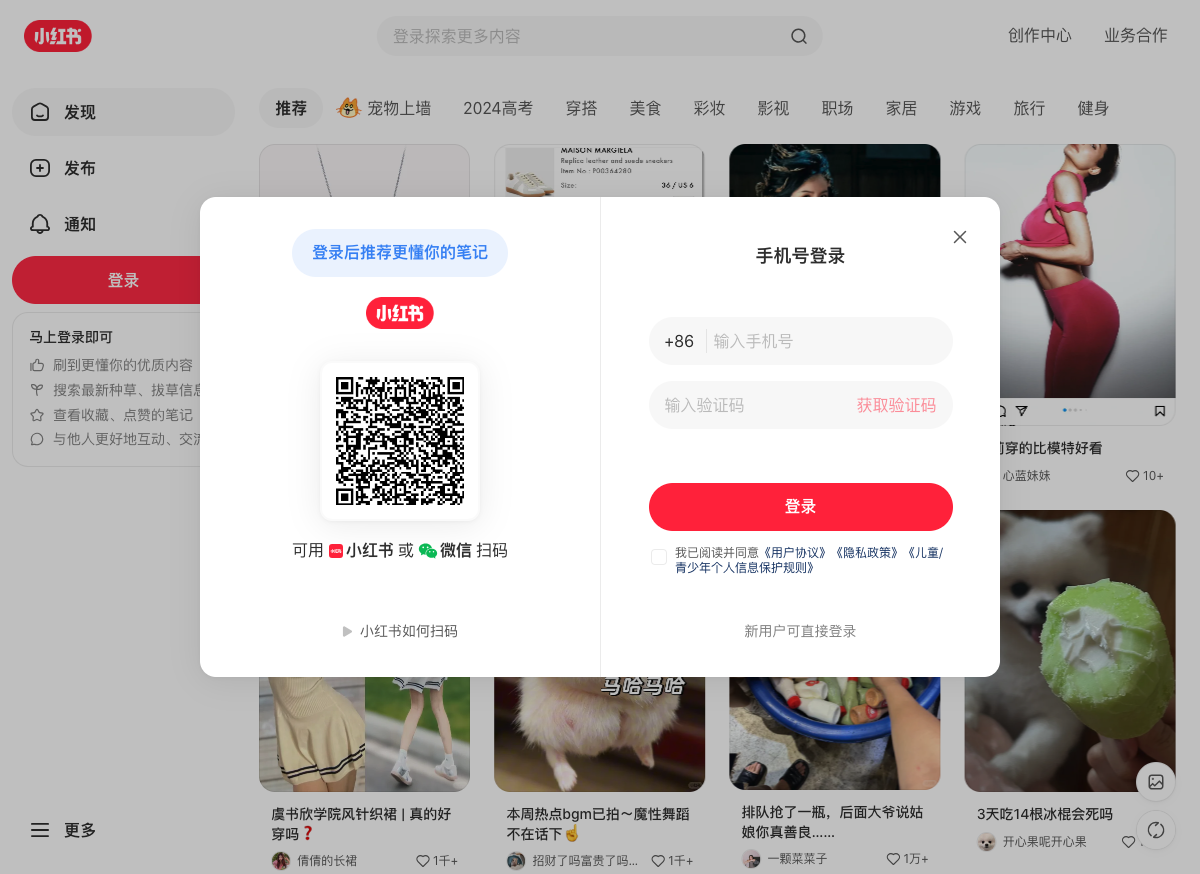 小红书
登录探索更多内容
创作中心
业务合作
发现
发布
通知
登录
马上登录即可
刷到更懂你的优质内容
搜索最新种草、拔草信息
查看收藏、点赞的笔记
与他人更好地互动、交流
更多
推荐
宠物上墙
2024高考
穿搭
美食
彩妆
影视
职场
家居
游戏
旅行
健身
MAISON MARGIELA
Replica leather and suede sneakers
Item No.: P00364280
Size:
36 / US 6
登录后推荐更懂你的笔记
小红书
可用 小红书 或 微信 扫码
小红书如何扫码
手机号登录
+86
输入手机号
输入验证码
获取验证码
登录
我已阅读并同意《用户协议》《隐私政策》《儿童/
青少年个人信息保护规则》
新用户可直接登录
穿的比模特好看
心蓝妹妹
10+
马哈马哈
虞书欣学院风针织裙 | 真的好
穿吗❓
倩倩的长裙
1千+
本周热点bgm已拍～魔性舞蹈
不在话下☝
招财了吗富贵了吗...
1千+
排队抢了一瓶，后面大爷说姑
娘你真善良……
一颗菜菜子
1万+
3天吃14根冰棍会死吗
开心果呢开心果